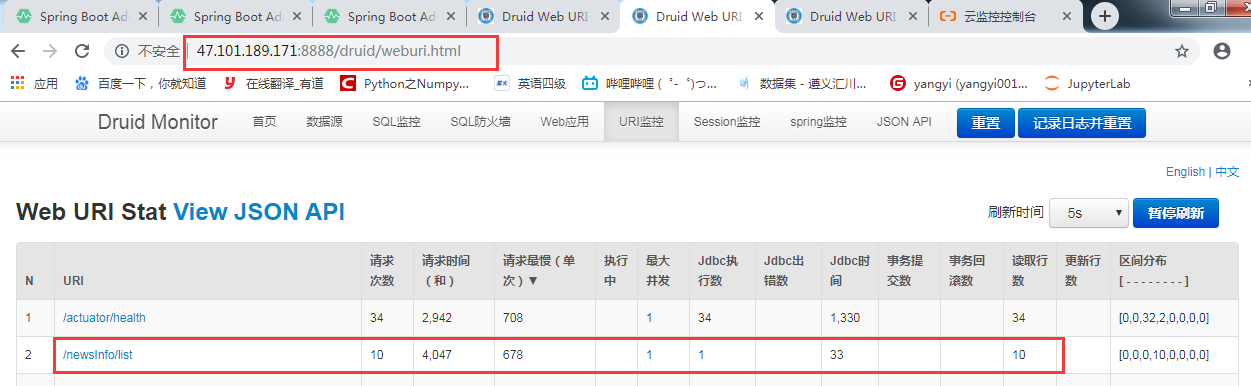 Spring Boot Ad
Spring Boot Ad
Spring Boot Ad
Druid Web URI
Druid Web URI
Druid Web URI
云监控控制台
不安全 | 47.101.189.171:8888/druid/weburi.html
应用
百度一下，你就知道
在线翻译_有道
Python之Numpy...
英语四级
哔哩哔哩 ( ゜- ゜)つ...
数据集 - 遵义汇川...
yangyi (yangyi001...
JupyterLab
Druid Monitor 首页 数据源 SQL监控 SQL防火墙 Web应用 URI监控 Session监控 spring监控 JSON API 重置 记录日志并重置
English | 中文
Web URI Stat View JSON API 刷新时间 5s 暂停刷新
N URI 请求次数 请求时间（和） 请求最慢（单次）▼ 执行中 最大并发 Jdbc执行数 Jdbc出错数 Jdbc时间 事务提交数 事务回滚数 读取行数 更新行数 区间分布 [ - - - - - - - - ]
1 /actuator/health 34 2,942 708 1 34 1,330 34 [0,0,32,2,0,0,0,0]
2 /newsInfo/list 10 4,047 678 1 1 33 10 [0,0,0,10,0,0,0,0]